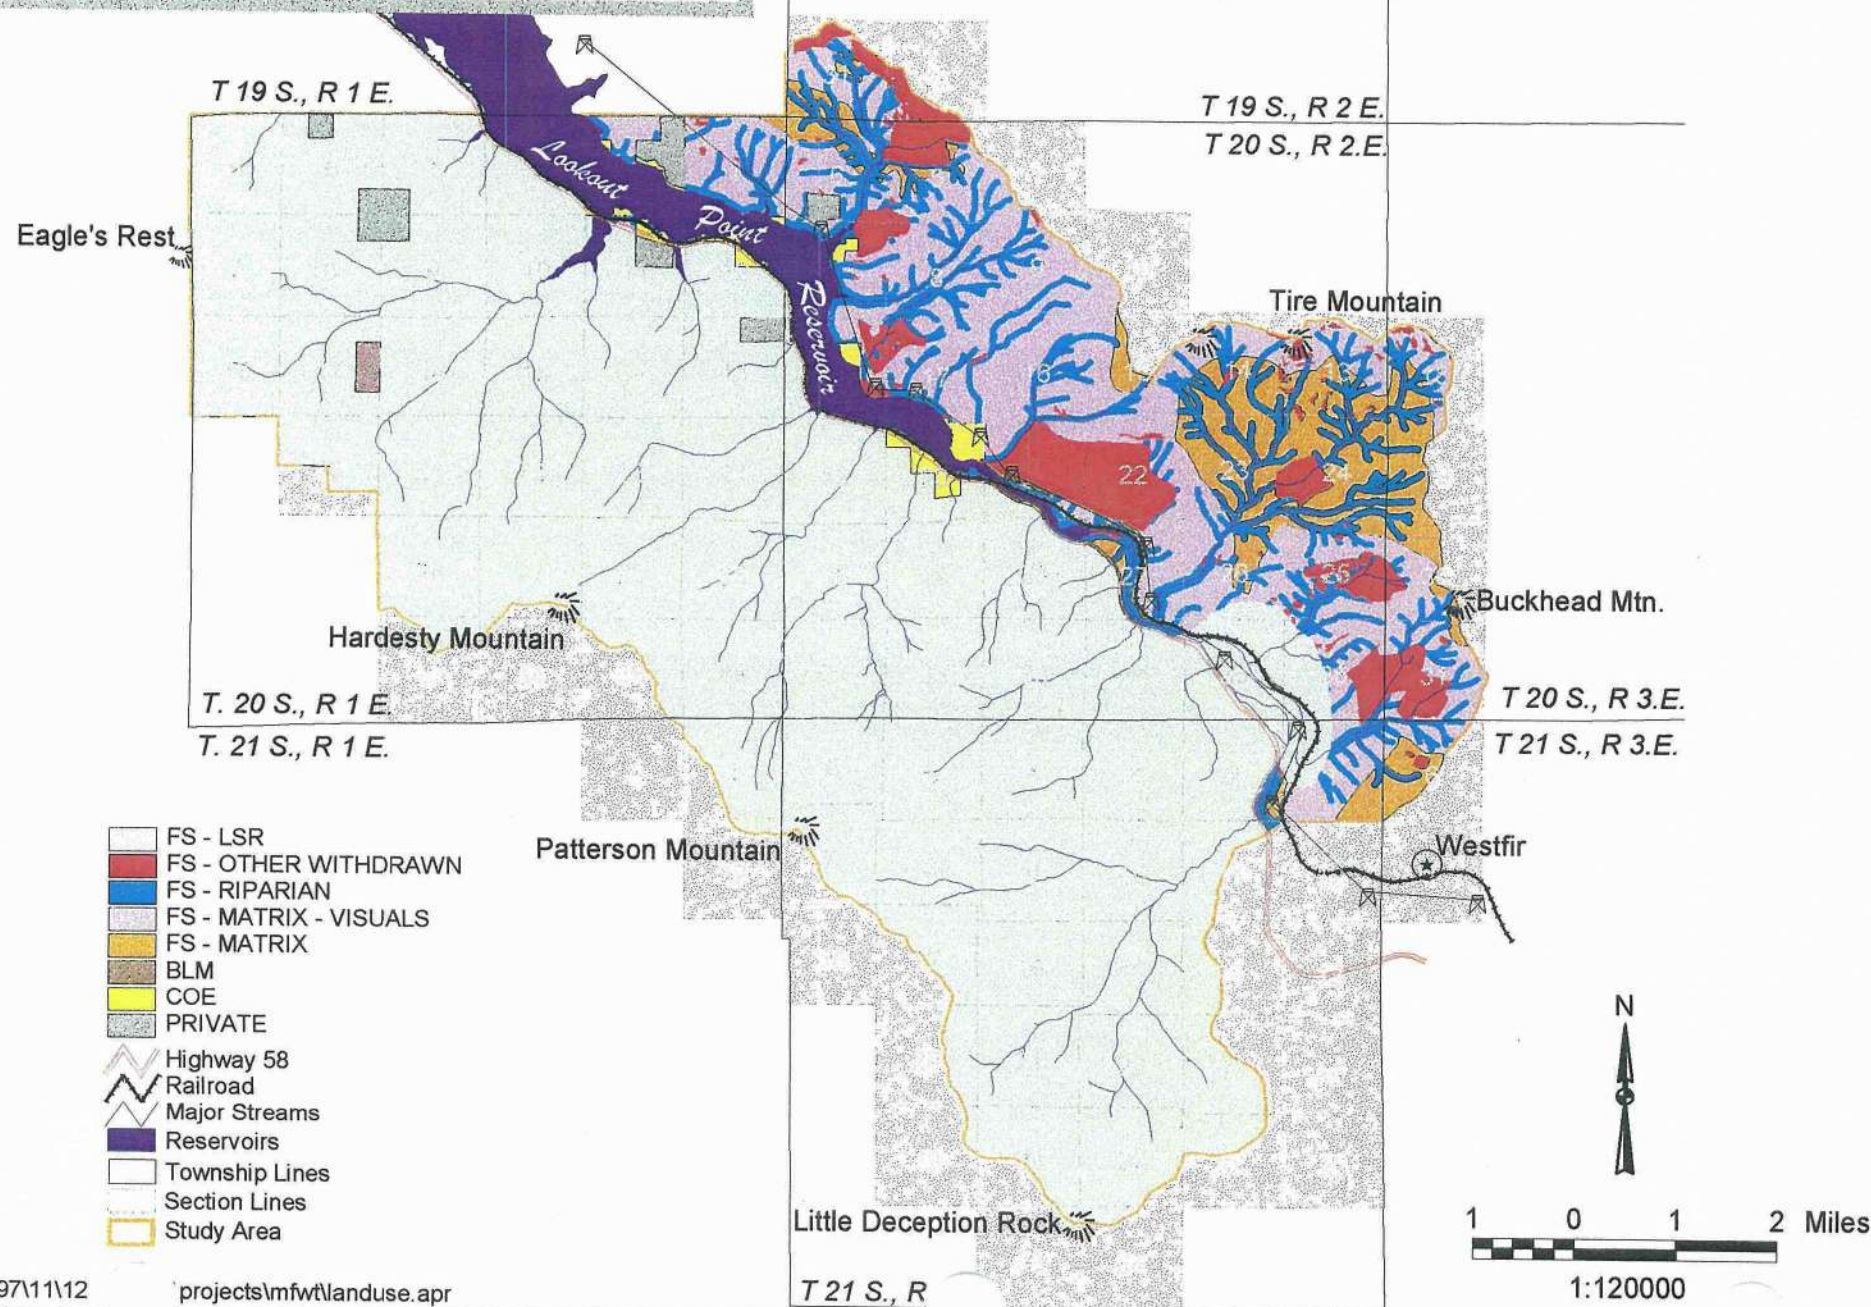 T 19 S., R 1 E.
T 19 S., R 2 E.
T 20 S., R 2.E.
Lookout
Point
Reservoir
Eagle's Rest
Tire Mountain
22
23
24
27
26
25
31
8
Buckhead Mtn.
Hardesty Mountain
T. 20 S., R 1 E.
T. 21 S., R 1 E.
T 20 S., R 3.E.
T 21 S., R 3.E.
Patterson Mountain
Westfir
FS - LSR
FS - OTHER WITHDRAWN
FS - RIPARIAN
FS - MATRIX - VISUALS
FS - MATRIX
BLM
COE
PRIVATE
Highway 58
Railroad
Major Streams
Reservoirs
Township Lines
Section Lines
Study Area
Little Deception Rock
N
1 0 1 2 Miles
1:120000
97\11\12 projects\mfwt\landuse.apr
T 21 S., R